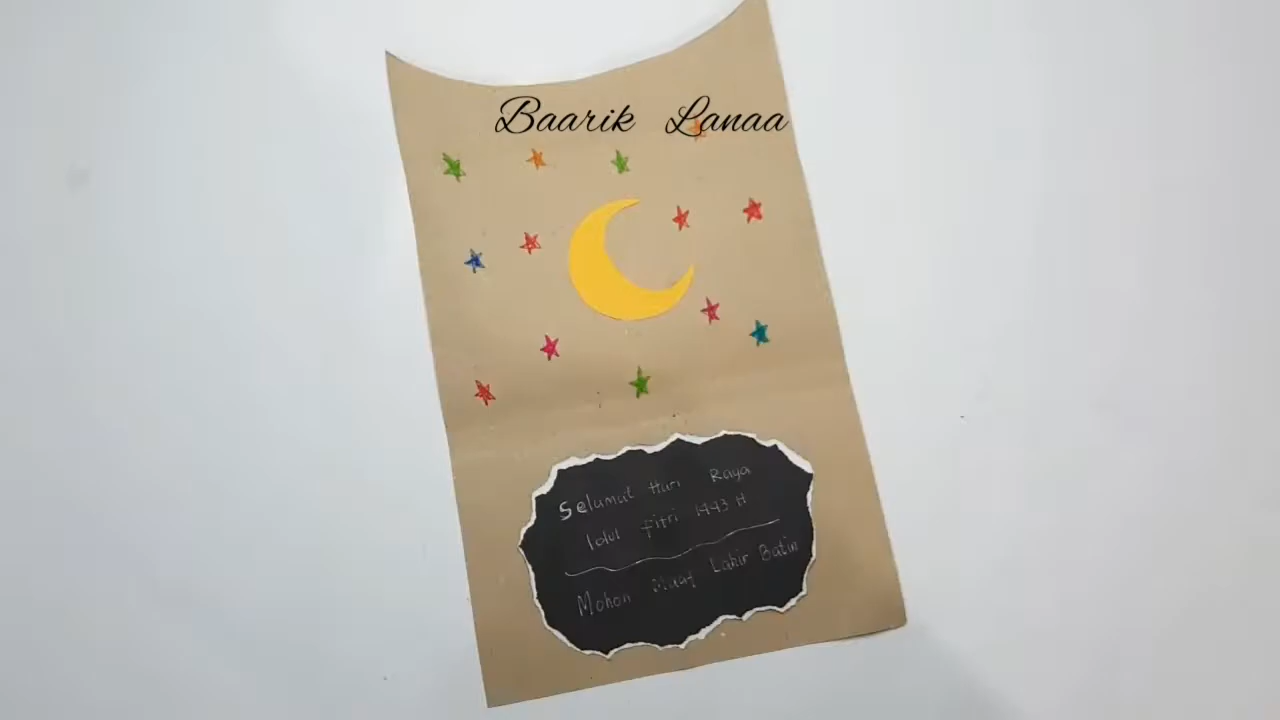 Baarik Lanaa
Selamat Hari Raya
Idul fitri 1443 H
Mohon Maaf Lahir Batin